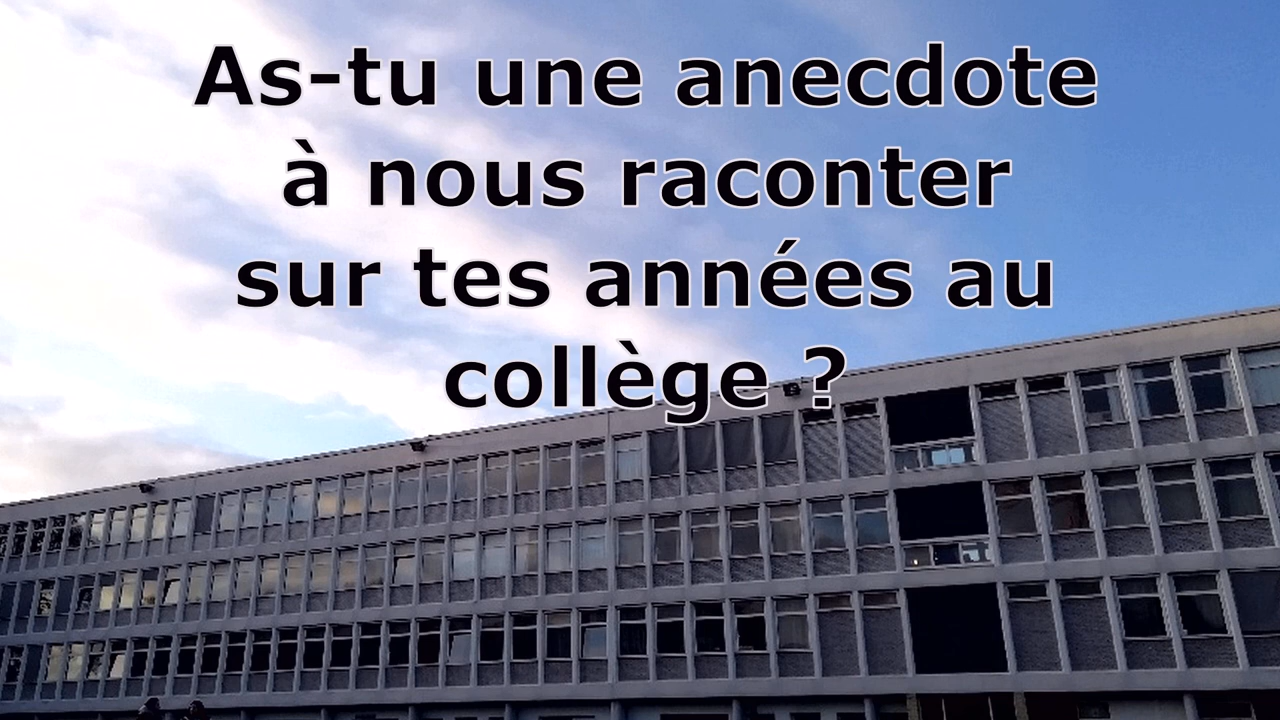 As-tu une anecdote
à nous raconter
sur tes années au
collège ?